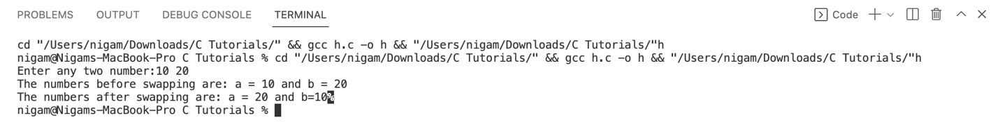 PROBLEMS OUTPUT DEBUG CONSOLE TERMINAL Code
cd "/Users/nigam/Downloads/C Tutorials/" && gcc h.c -o h && "/Users/nigam/Downloads/C Tutorials/"h
nigam@Nigams-MacBook-Pro C Tutorials % cd "/Users/nigam/Downloads/C Tutorials/" && gcc h.c -o h && "/Users/nigam/Downloads/C Tutorials/"h
Enter any two number:10 20
The numbers before swapping are: a = 10 and b = 20
The numbers after swapping are: a = 20 and b=10%
nigam@Nigams-MacBook-Pro C Tutorials %